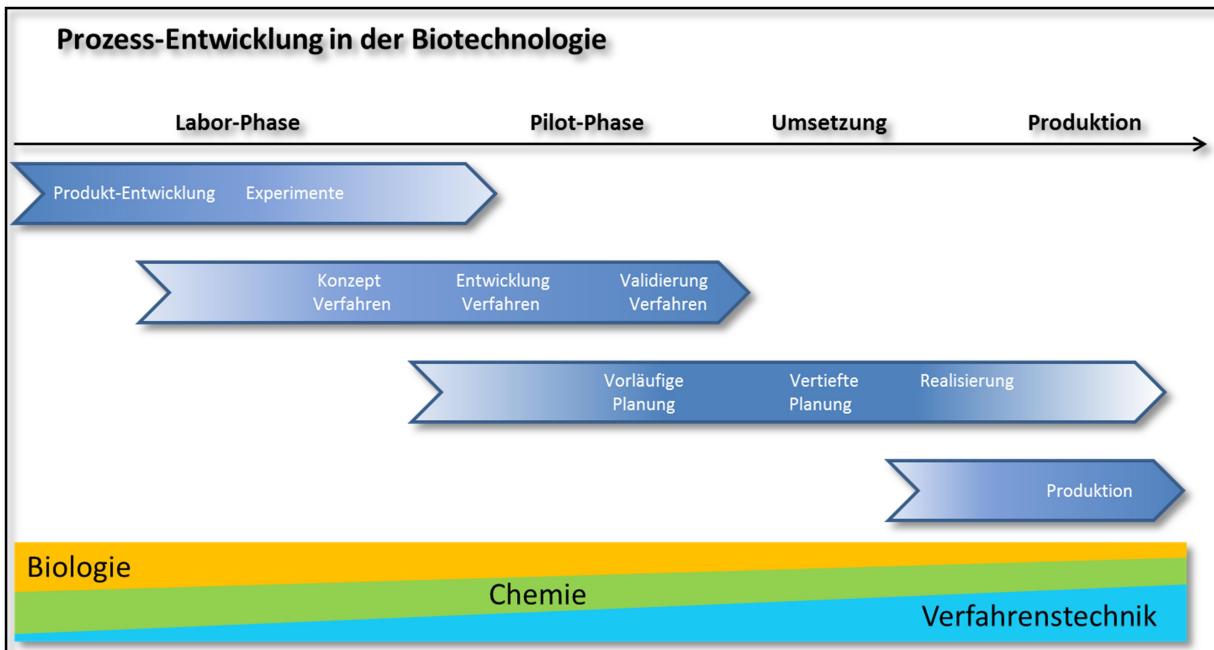 Prozess-Entwicklung in der Biotechnologie
Labor-Phase Pilot-Phase Umsetzung Produktion
Produkt-Entwicklung Experimente
Konzept Entwicklung Validierung
Verfahren Verfahren Verfahren
Vorläufige Vertiefte Realisierung
Planung Planung
Produktion
Biologie
Chemie
Verfahrenstechnik